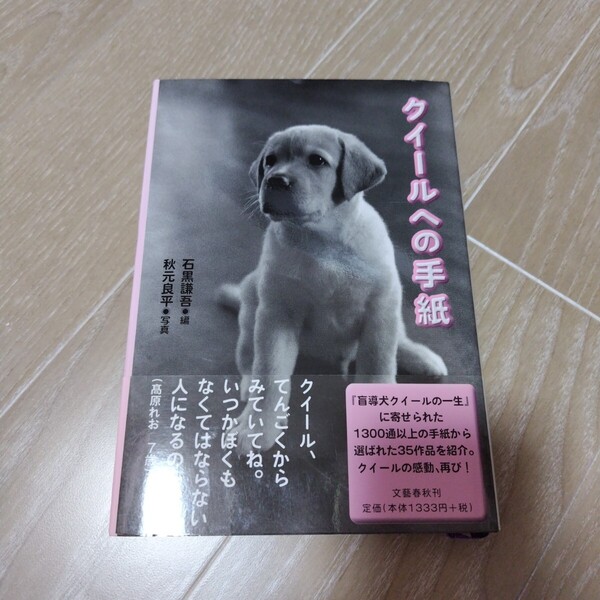 クイールへの手紙
石黒謙吾●編
秋元良平●写真
クイール、
てんごくから
みていてね。
いつかぼくも
なくてはならない
人になるの
(髙原れお 7歳
『盲導犬クイールの一生』
に寄せられた
1300通以上の手紙から
選ばれた35作品を紹介。
クイールの感動、再び!
文藝春秋刊
定価(本体1333円+税)